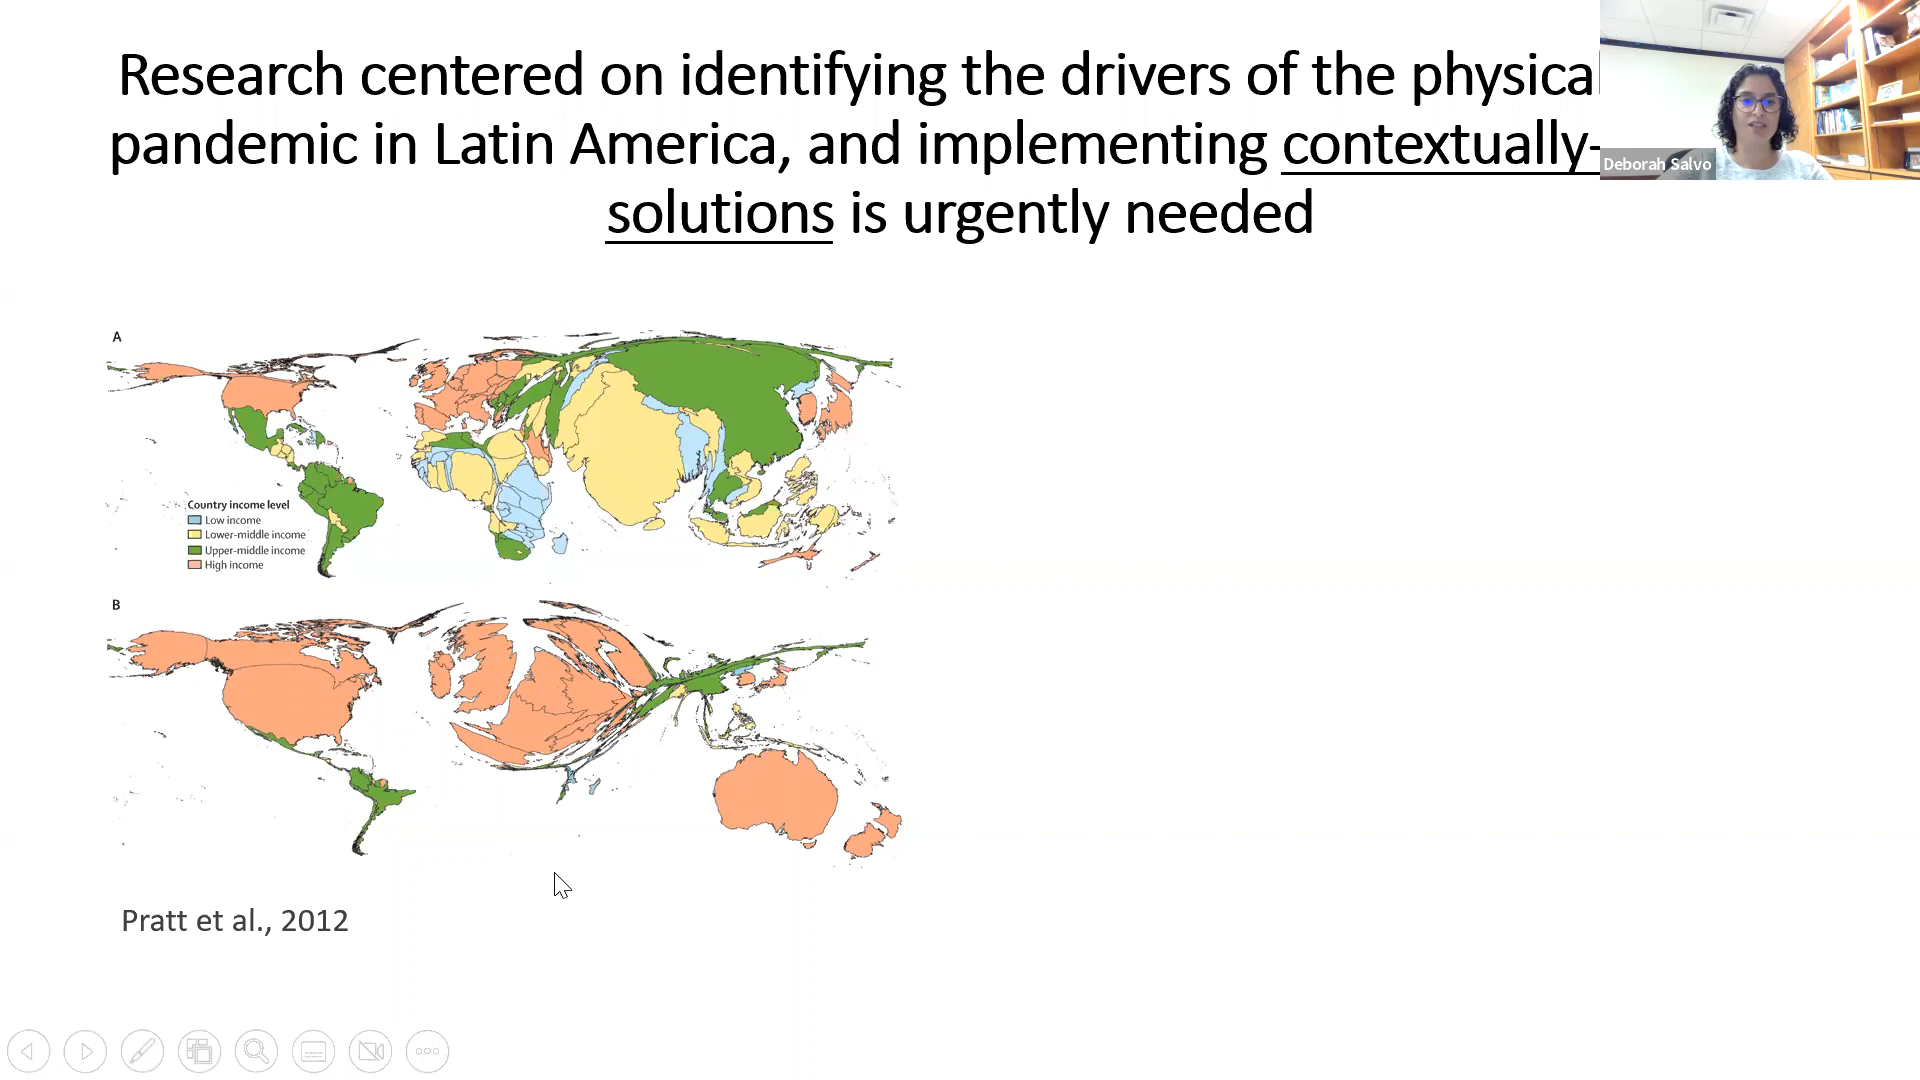 Research centered on identifying the drivers of the physical
pandemic in Latin America, and implementing contextually-
solutions is urgently needed
Deborah Salvo
A
Country income level
Low income
Lower-middle income
Upper-middle income
High income
B
Pratt et al., 2012